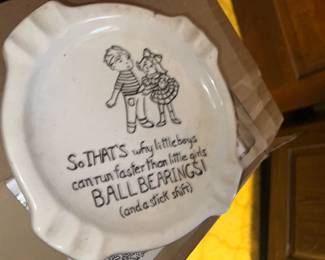 So THAT'S why little boys
can run faster than little girls
BALL BEARINGS!
(and a stick shift)